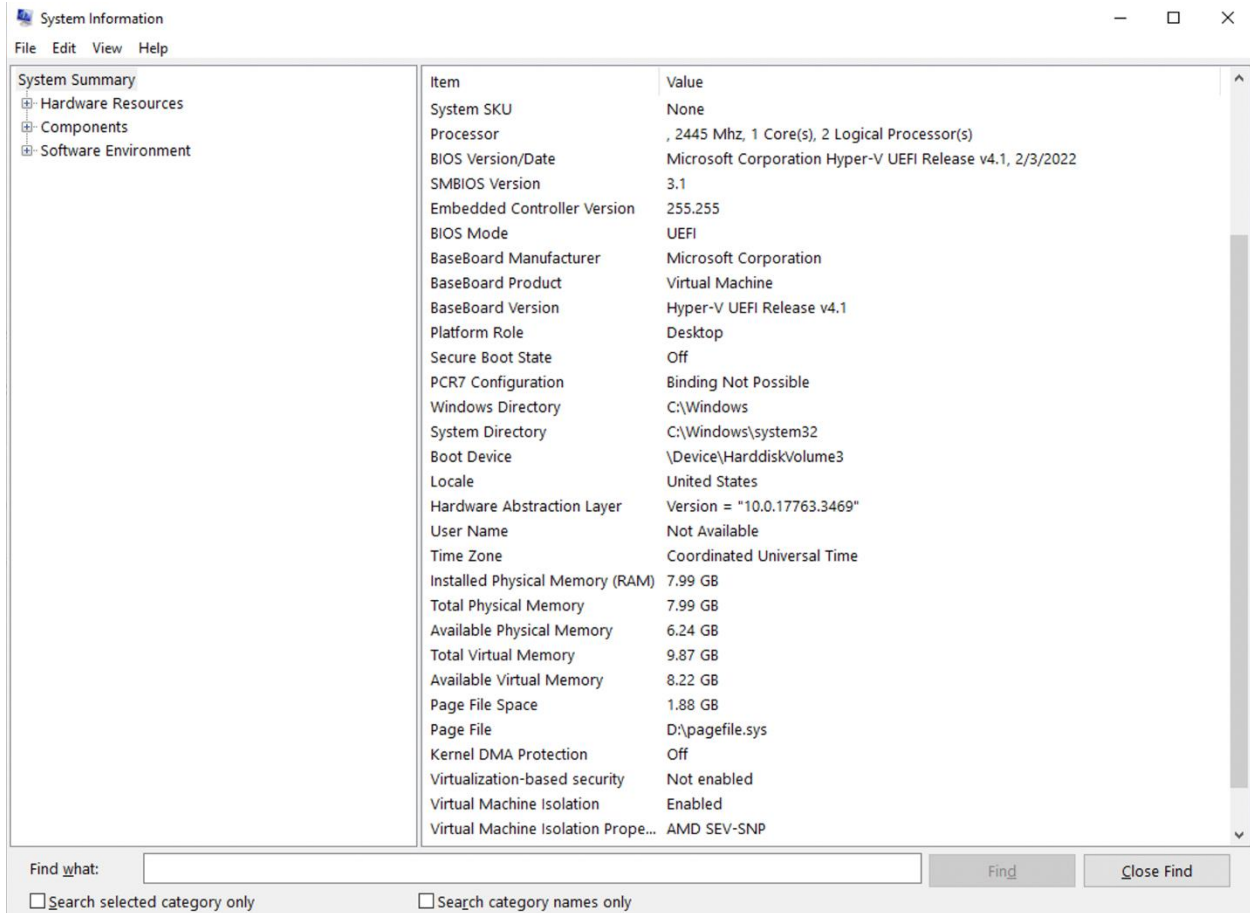 System Information
File Edit View Help
System Summary
Hardware Resources
Components
Software Environment
Item Value
System SKU None
Processor , 2445 Mhz, 1 Core(s), 2 Logical Processor(s)
BIOS Version/Date Microsoft Corporation Hyper-V UEFI Release v4.1, 2/3/2022
SMBIOS Version 3.1
Embedded Controller Version 255.255
BIOS Mode UEFI
BaseBoard Manufacturer Microsoft Corporation
BaseBoard Product Virtual Machine
BaseBoard Version Hyper-V UEFI Release v4.1
Platform Role Desktop
Secure Boot State Off
PCR7 Configuration Binding Not Possible
Windows Directory C:\Windows
System Directory C:\Windows\system32
Boot Device \Device\HarddiskVolume3
Locale United States
Hardware Abstraction Layer Version = "10.0.17763.3469"
User Name Not Available
Time Zone Coordinated Universal Time
Installed Physical Memory (RAM) 7.99 GB
Total Physical Memory 7.99 GB
Available Physical Memory 6.24 GB
Total Virtual Memory 9.87 GB
Available Virtual Memory 8.22 GB
Page File Space 1.88 GB
Page File D:\pagefile.sys
Kernel DMA Protection Off
Virtualization-based security Not enabled
Virtual Machine Isolation Enabled
Virtual Machine Isolation Prope... AMD SEV-SNP
Find what: Find Close Find
Search selected category only Search category names only